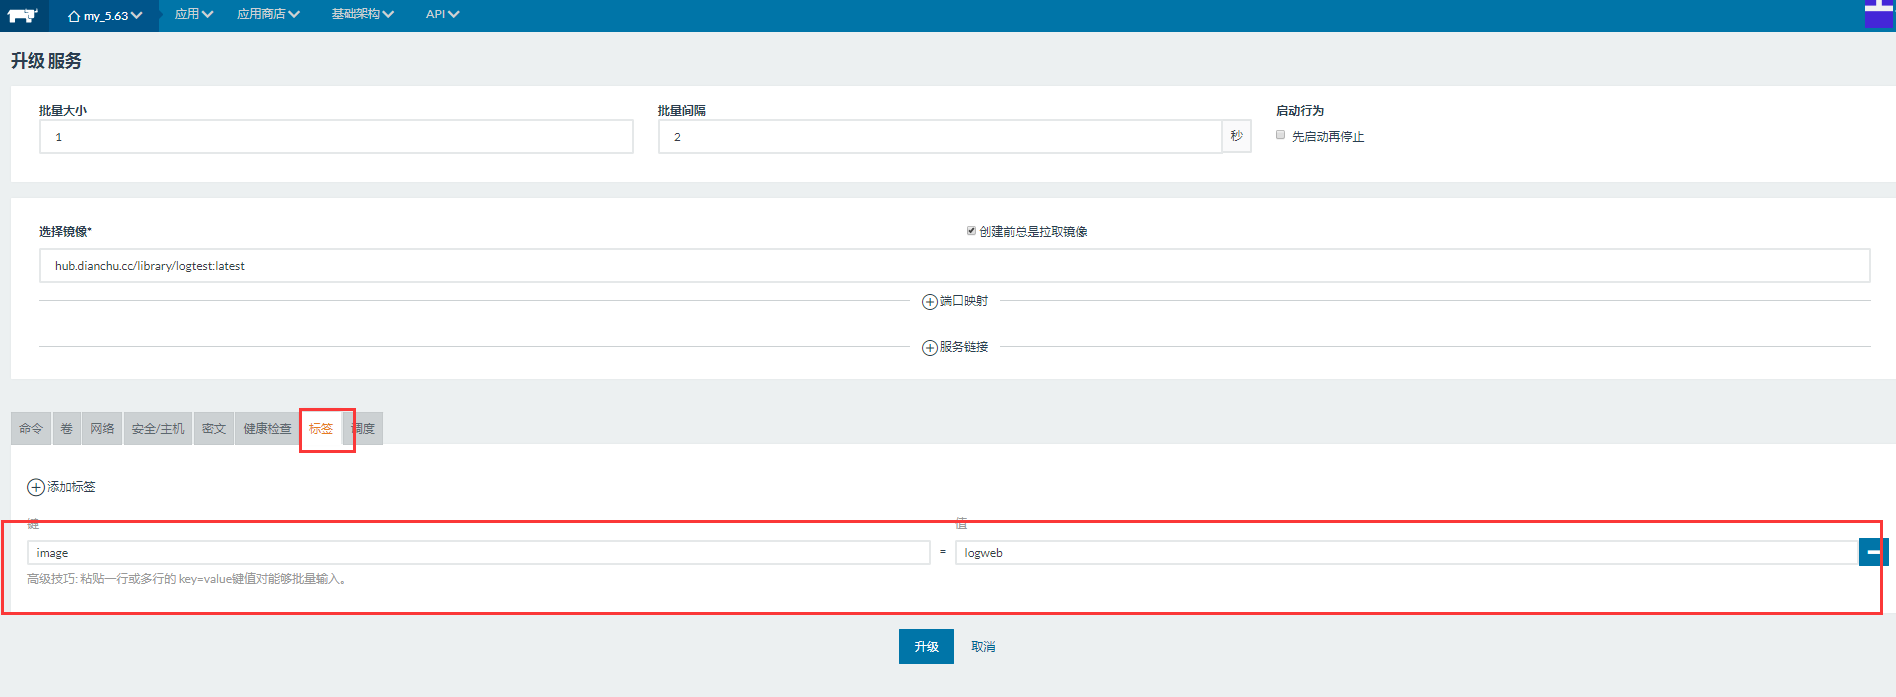 my_5.63 应用 应用商店 基础架构 API
升级 服务
批量大小 批量间隔 启动行为
1 2 秒 先启动再停止
选择镜像* 创建前总是拉取镜像
hub.dianchu.cc/library/logtest:latest
端口映射
服务链接
命令 卷 网络 安全/主机 密文 健康检查 标签 调度
添加标签
键 值
image = logweb
高级技巧: 粘贴一行或多行的 key=value键值对能够批量输入。
升级 取消